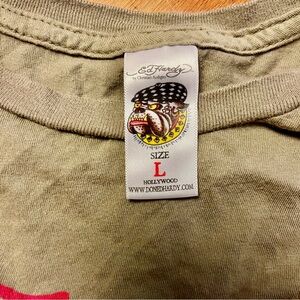 Ed Hardy
by Christian Audigier
SIZE
L
HOLLYWOOD
WWW.DONEDHARDY.COM